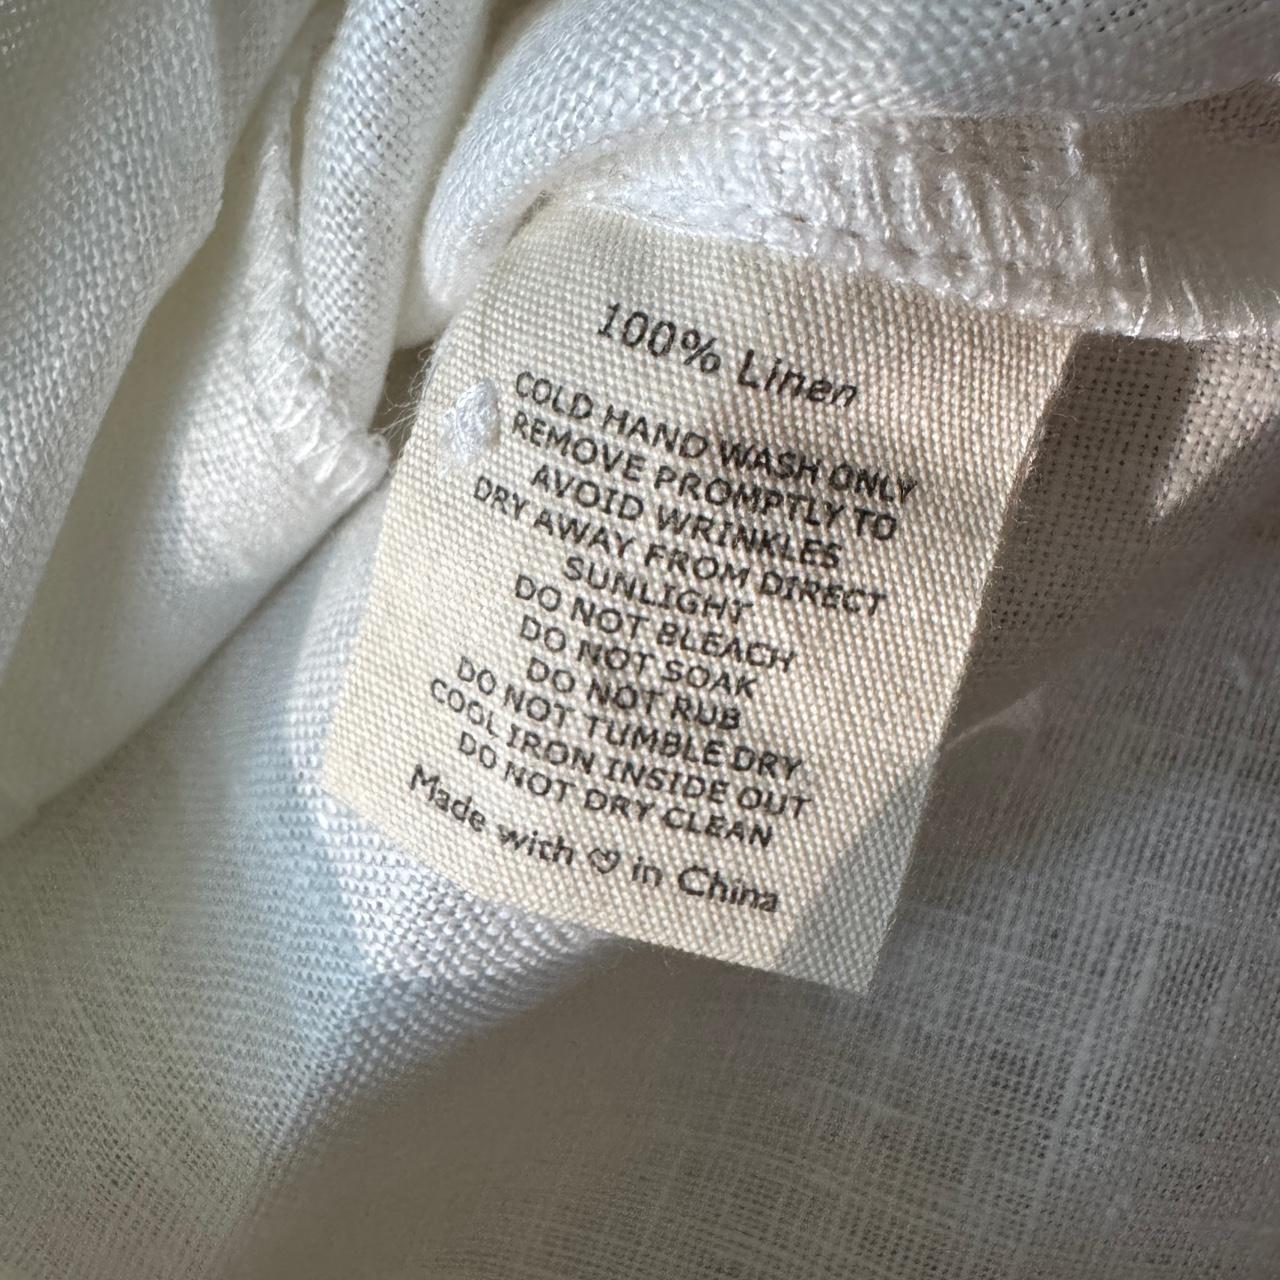 100% Linen
COLD HAND WASH ONLY
REMOVE PROMPTLY TO
AVOID WRINKLES
DRY AWAY FROM DIRECT
SUNLIGHT
DO NOT BLEACH
DO NOT SOAK
DO NOT RUB
DO NOT TUMBLE DRY
COOL IRON INSIDE OUT
DO NOT DRY CLEAN
Made with ♡ in China